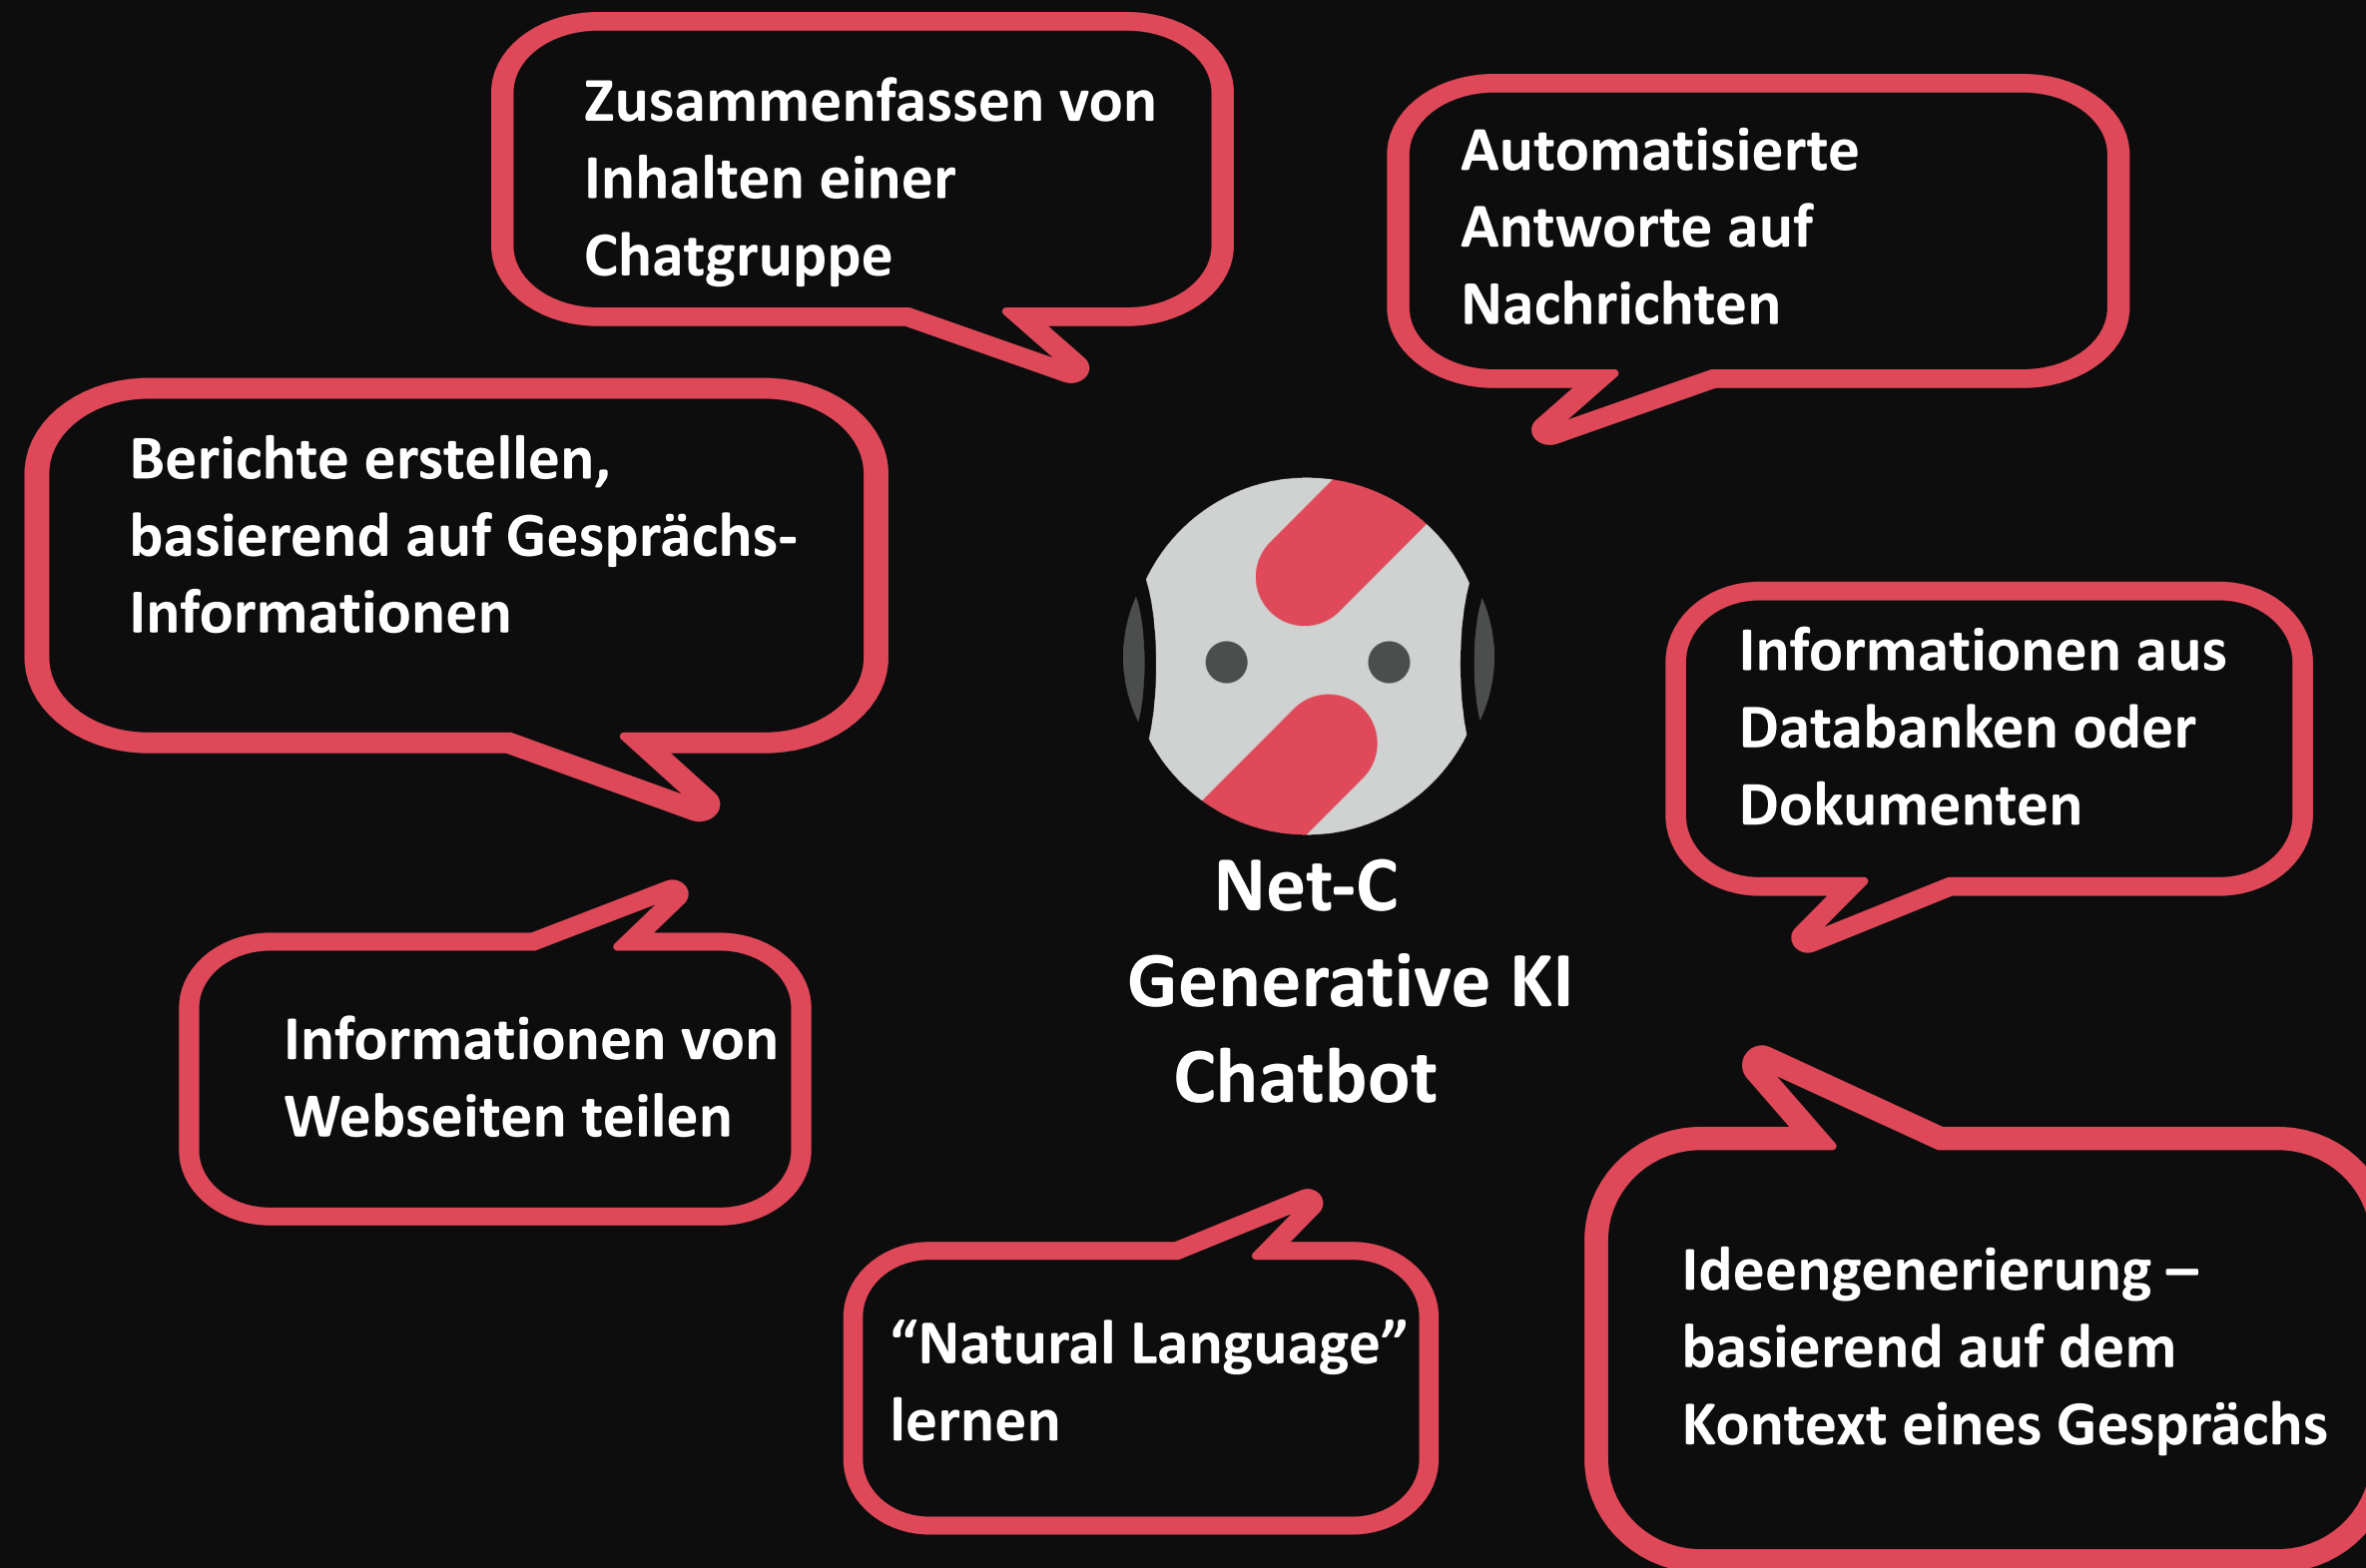 Zusammenfassen von
Inhalten einer
Chatgruppe
Automatisierte
Antworte auf
Nachrichten
Berichte erstellen,
basierend auf Gesprächs-
Informationen
Informationen aus
Databanken oder
Dokumenten
Net-C
Generative KI
Chatbot
Informationen von
Webseiten teilen
“Natural Language”
lernen
Ideengenerierung –
basierend auf dem
Kontext eines Gesprächs